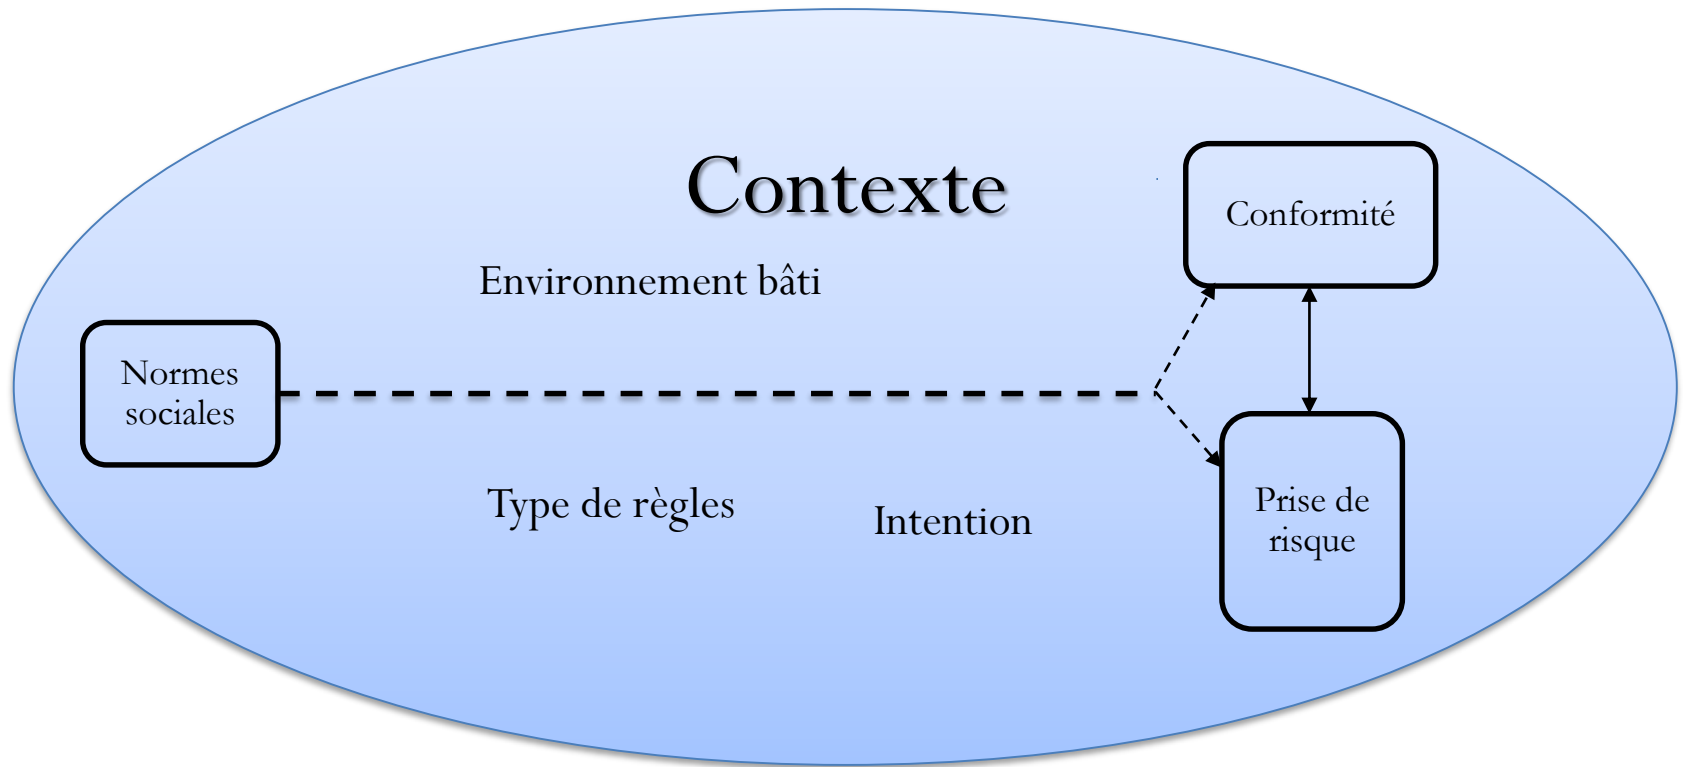 Contexte
Conformité
Environnement bâti
Normes
sociales
Type de règles
Intention
Prise de
risque